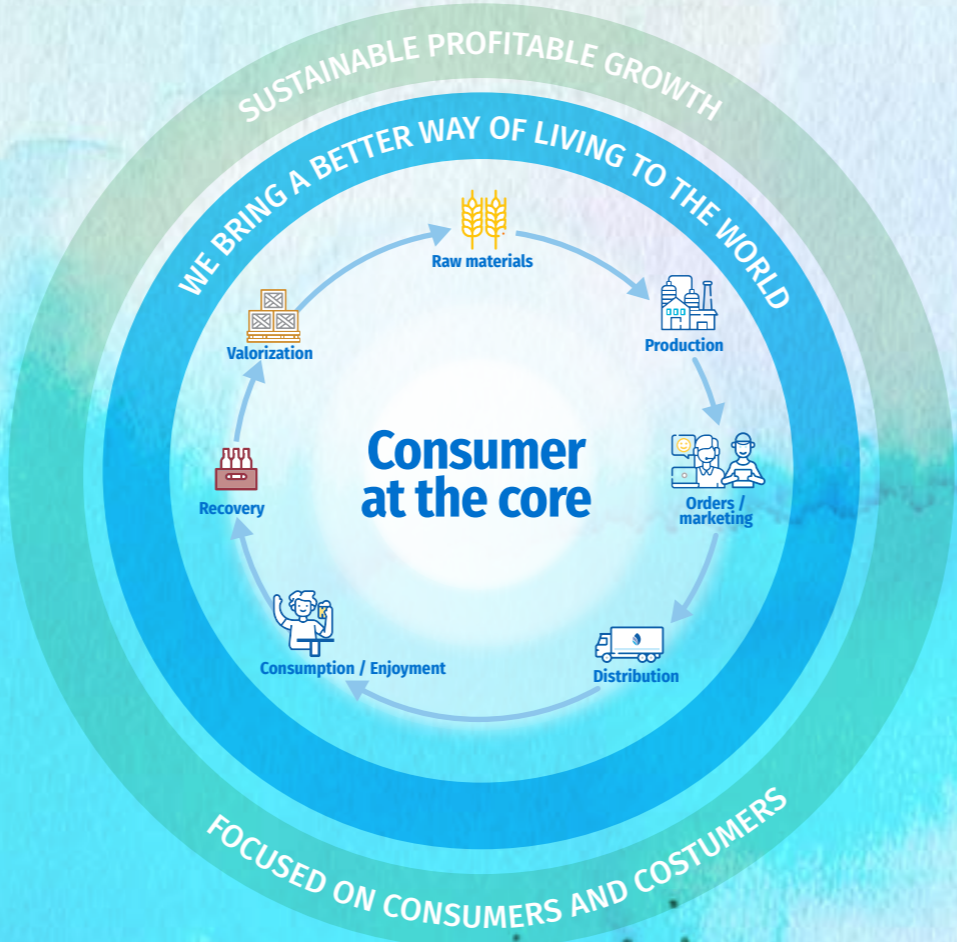 SUSTAINABLE PROFITABLE GROWTH
WE BRING A BETTER WAY OF LIVING TO THE WORLD
Raw materials
Production
Orders /
marketing
Distribution
Consumption / Enjoyment
Recovery
Valorization
Consumer
at the core
FOCUSED ON CONSUMERS AND COSTUMERS